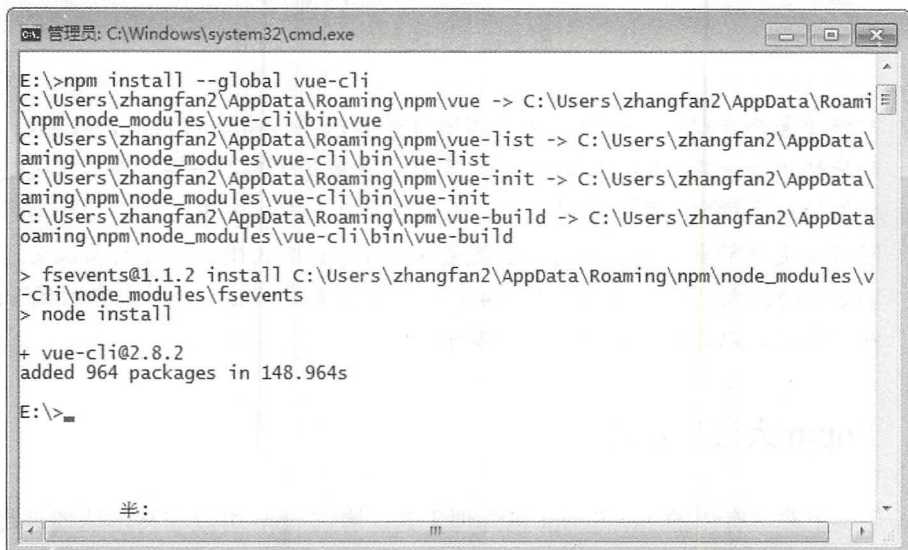 管理员: C:\Windows\system32\cmd.exe
E:\>npm install --global vue-cli
C:\Users\zhangfan2\AppData\Roaming\npm\vue -> C:\Users\zhangfan2\AppData\Roami
\npm\node_modules\vue-cli\bin\vue
C:\Users\zhangfan2\AppData\Roaming\npm\vue-list -> C:\Users\zhangfan2\AppData\
aming\npm\node_modules\vue-cli\bin\vue-list
C:\Users\zhangfan2\AppData\Roaming\npm\vue-init -> C:\Users\zhangfan2\AppData\
aming\npm\node_modules\vue-cli\bin\vue-init
C:\Users\zhangfan2\AppData\Roaming\npm\vue-build -> C:\Users\zhangfan2\AppData
oaming\npm\node_modules\vue-cli\bin\vue-build
> fsevents@1.1.2 install C:\Users\zhangfan2\AppData\Roaming\npm\node_modules\v
-cli\node_modules\fsevents
> node install
+ vue-cli@2.8.2
added 964 packages in 148.964s
E:\>
半: